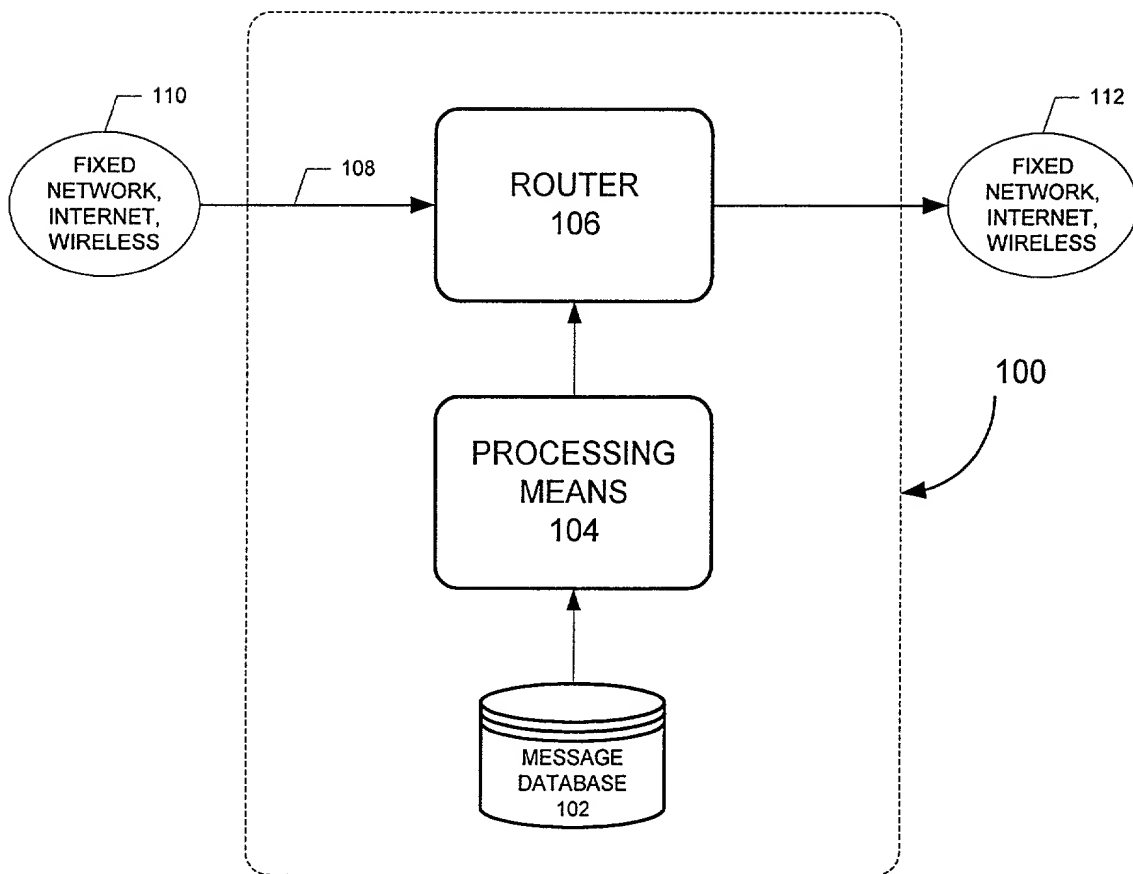 110
FIXED
NETWORK,
INTERNET,
WIRELESS
108
ROUTER
106
112
FIXED
NETWORK,
INTERNET,
WIRELESS
100
PROCESSING
MEANS
104
MESSAGE
DATABASE
102